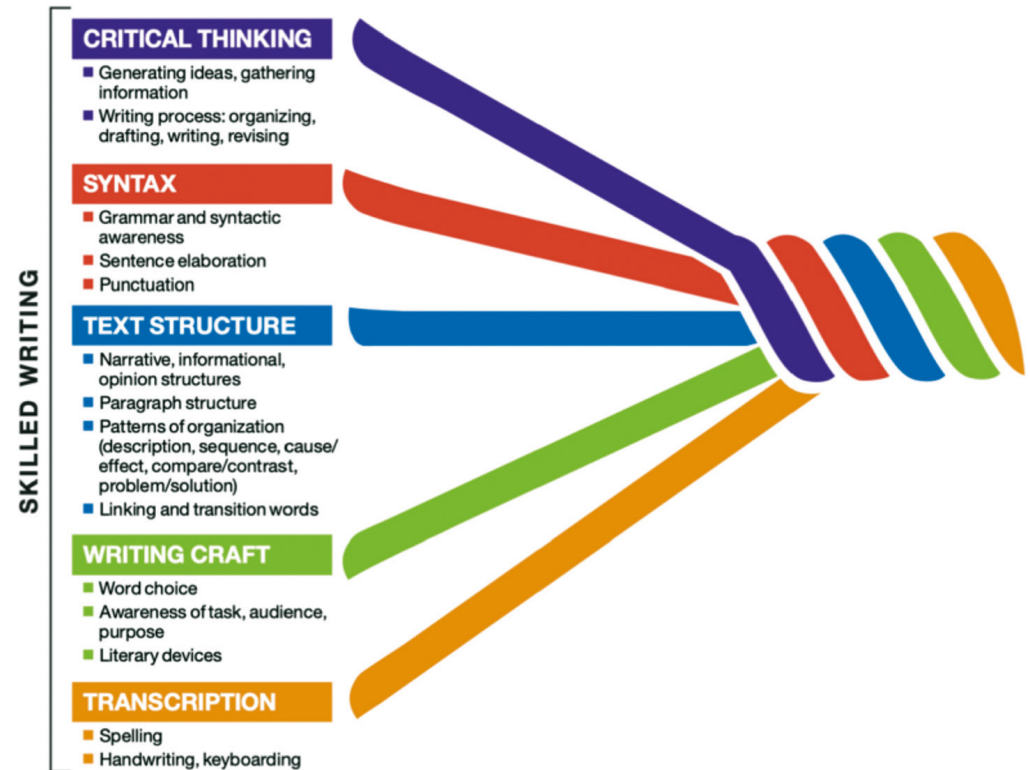 SKILLED WRITING
CRITICAL THINKING
■ Generating ideas, gathering
information
■ Writing process: organizing,
drafting, writing, revising
SYNTAX
■ Grammar and syntactic
awareness
■ Sentence elaboration
■ Punctuation
TEXT STRUCTURE
■ Narrative, informational,
opinion structures
■ Paragraph structure
■ Patterns of organization
(description, sequence, cause/
effect, compare/contrast,
problem/solution)
■ Linking and transition words
WRITING CRAFT
■ Word choice
■ Awareness of task, audience,
purpose
■ Literary devices
TRANSCRIPTION
■ Spelling
■ Handwriting, keyboarding